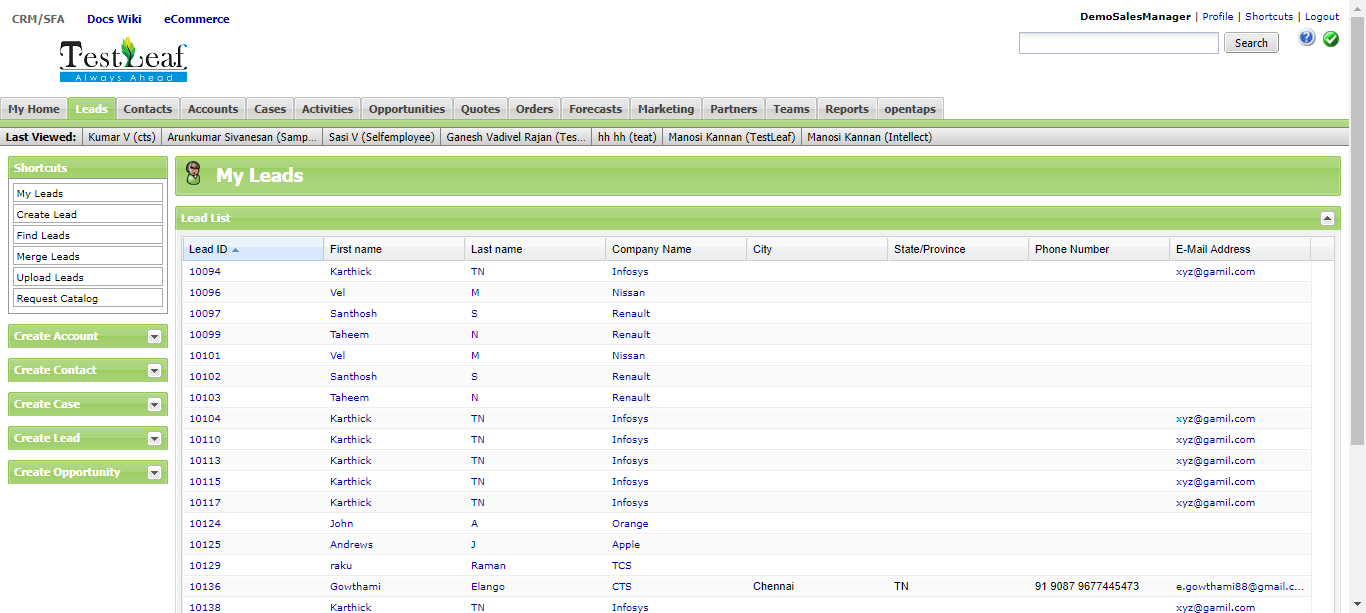 CRM/SFA Docs Wiki eCommerce
DemoSalesManager | Profile | Shortcuts | Logout
TestLeaf
Always Ahead
Search
My Home Leads Contacts Accounts Cases Activities Opportunities Quotes Orders Forecasts Marketing Partners Teams Reports opentaps
Last Viewed: Kumar V (cts) Arunkumar Sivanesan (Samp... Sasi V (Selfemployee) Ganesh Vadivel Rajan (Tes... hh hh (teat) Manosi Kannan (TestLeaf) Manosi Kannan (Intellect)
Shortcuts
My Leads
Create Lead
Find Leads
Merge Leads
Upload Leads
Request Catalog
Create Account
Create Contact
Create Case
Create Lead
Create Opportunity
My Leads
Lead List
Lead ID First name Last name Company Name City State/Province Phone Number E-Mail Address
10094 Karthick TN Infosys xyz@gamil.com
10096 Vel M Nissan
10097 Santhosh S Renault
10099 Taheem N Renault
10101 Vel M Nissan
10102 Santhosh S Renault
10103 Taheem N Renault
10104 Karthick TN Infosys xyz@gamil.com
10110 Karthick TN Infosys xyz@gamil.com
10113 Karthick TN Infosys xyz@gamil.com
10115 Karthick TN Infosys xyz@gamil.com
10117 Karthick TN Infosys xyz@gamil.com
10124 John A Orange
10125 Andrews J Apple
10129 raku Raman TCS
10136 Gowthami Elango CTS Chennai TN 91 9087 9677445473 e.gowthami88@gmail.c...
10138 Karthick TN Infosys xyz@gamil.com